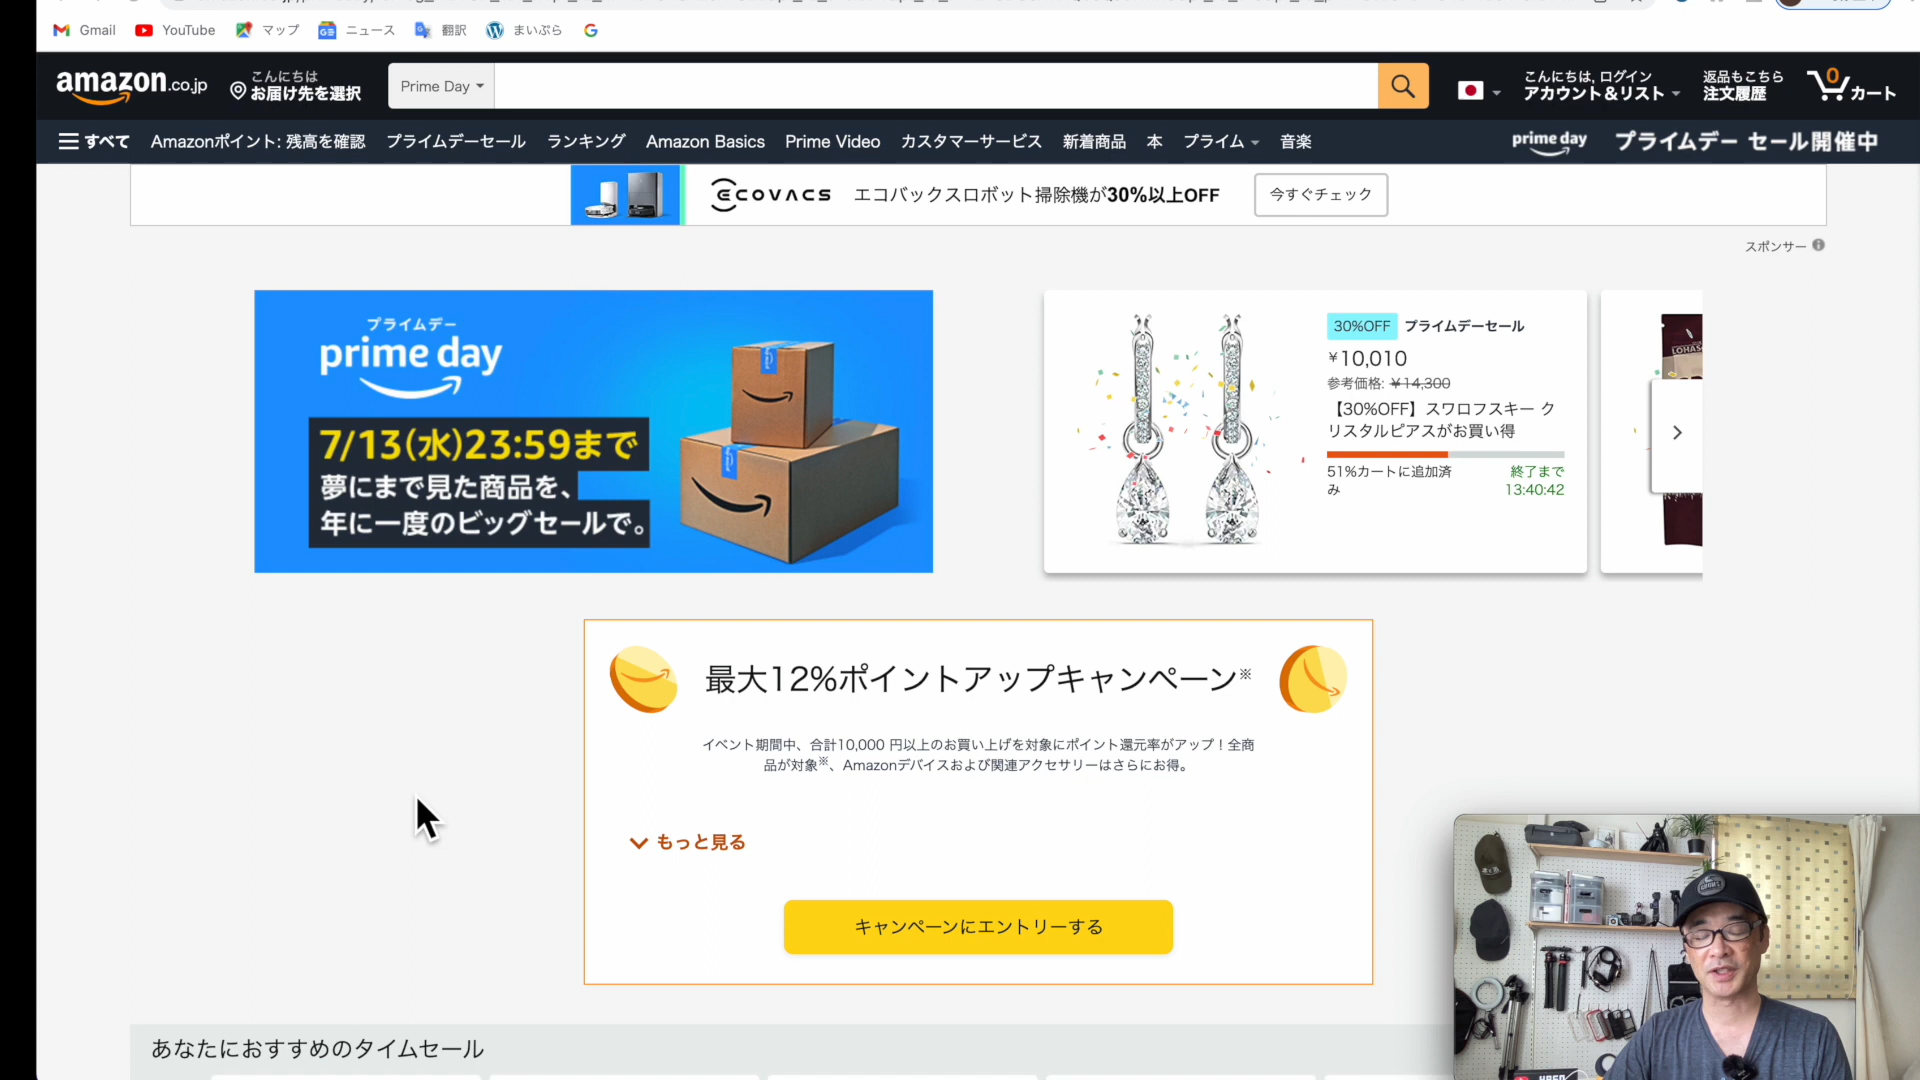 Gmail
YouTube
マップ
ニュース
翻訳
まいぷら
amazon.co.jp
こんにちは
お届け先を選択
Prime Day
こんにちは, ログイン
アカウント&リスト
返品もこちら
注文履歴
0
カート
すべて
Amazonポイント: 残高を確認
プライムデーセール
ランキング
Amazon Basics
Prime Video
カスタマーサービス
新着商品
本
プライム
音楽
prime day
プライムデー セール開催中
ECOVACS
エコバックスロボット掃除機が30%以上OFF
今すぐチェック
スポンサー
プライムデー
prime day
7/13(水)23:59まで
夢にまで見た商品を、
年に一度のビッグセールで。
30%OFF プライムデーセール
¥10,010
参考価格: ¥14,300
【30%OFF】スワロフスキー ク
リスタルピアスがお買い得
51%カートに追加済
み
終了まで
13:40:42
最大12%ポイントアップキャンペーン※
イベント期間中、合計10,000 円以上のお買い上げを対象にポイント還元率がアップ！全商
品が対象※、Amazonデバイスおよび関連アクセサリーはさらにお得。
もっと見る
キャンペーンにエントリーする
あなたにおすすめのタイムセール